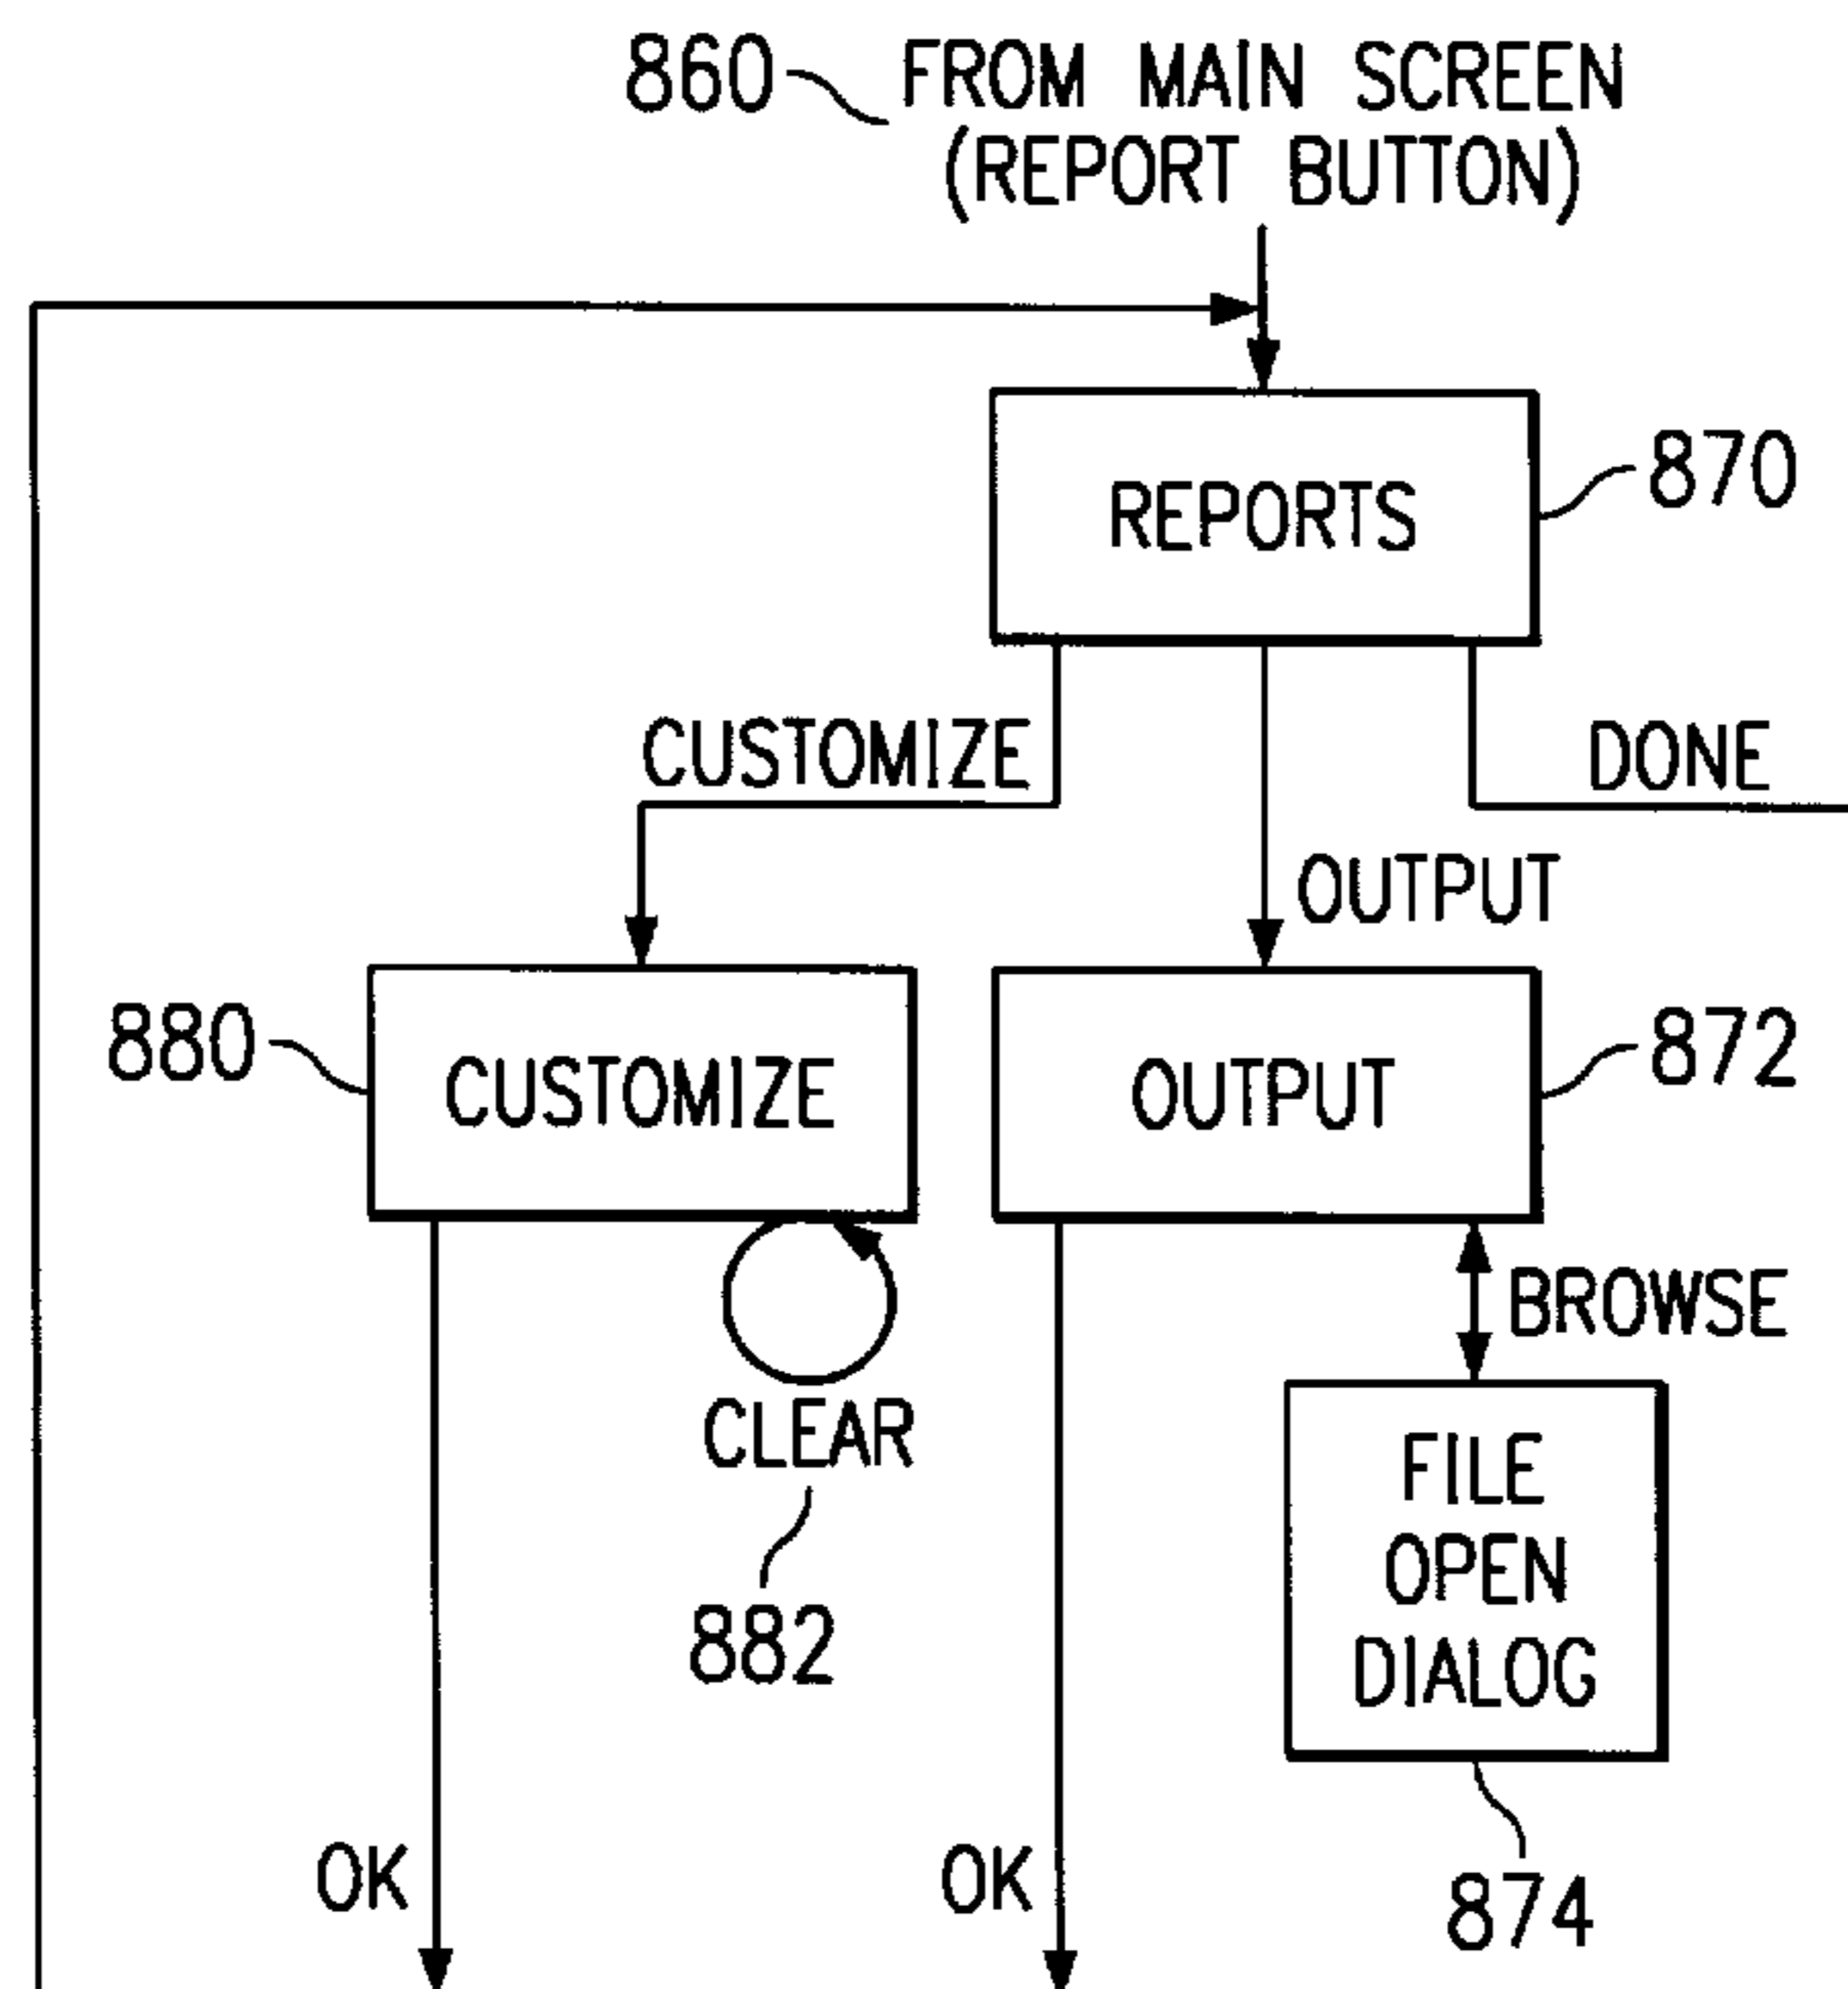 860 FROM MAIN SCREEN
(REPORT BUTTON)
REPORTS
870
CUSTOMIZE
DONE
OUTPUT
880
CUSTOMIZE
OUTPUT
872
BROWSE
CLEAR
882
FILE
OPEN
DIALOG
874
OK
OK